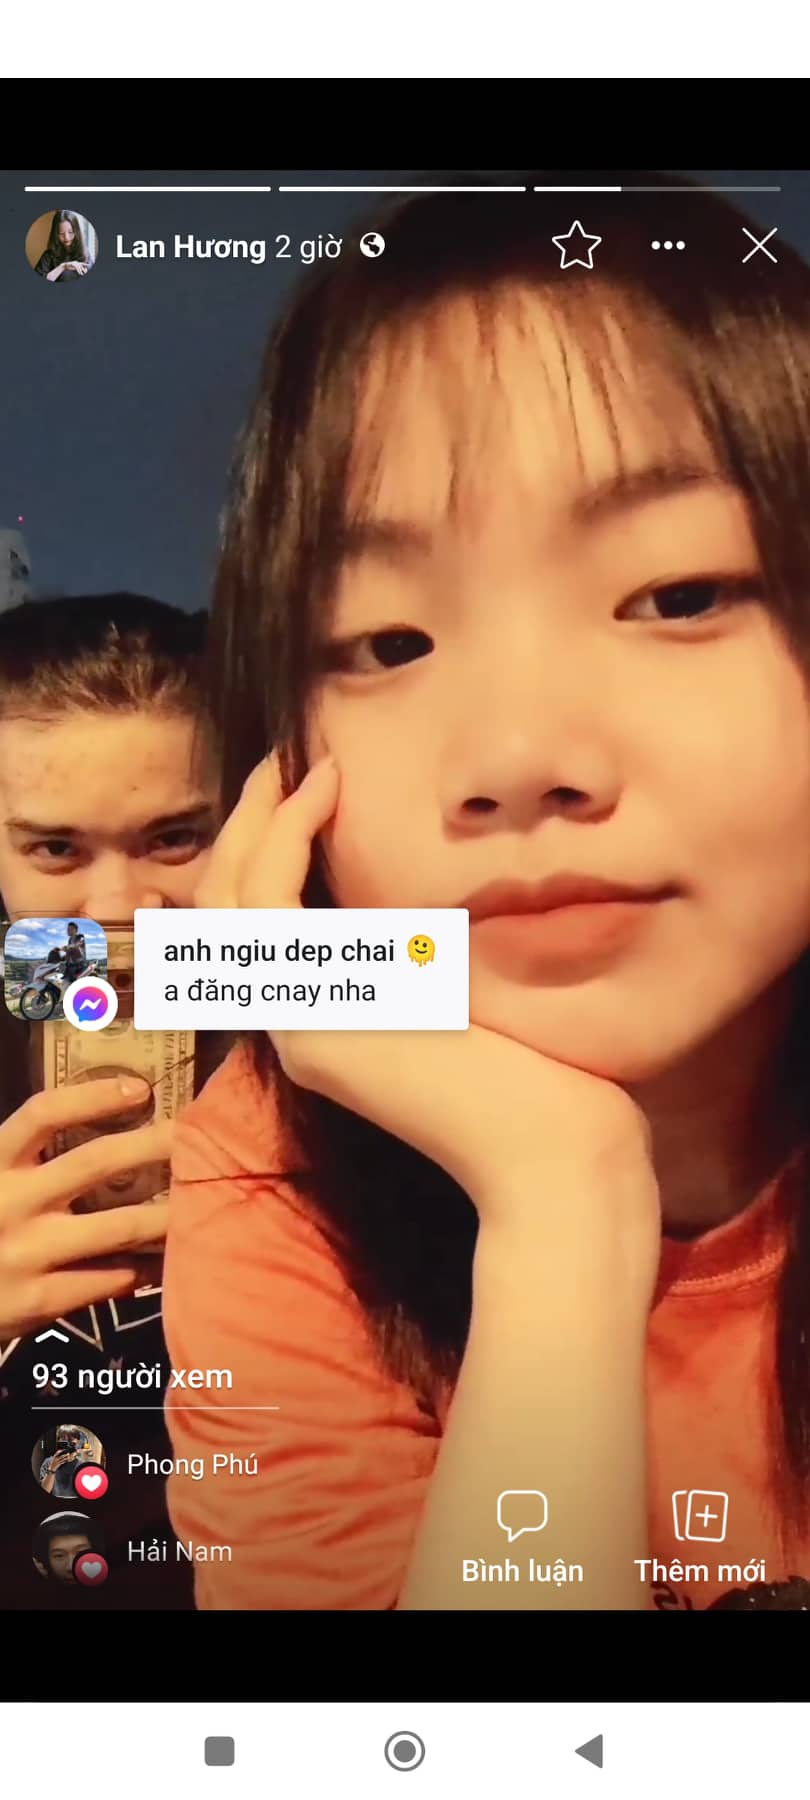 Lan Hương 2 giờ
anh ngiu dep chai 🫠
a đăng cnay nha
93 người xem
Phong Phú
Hải Nam
Bình luận
Thêm mới